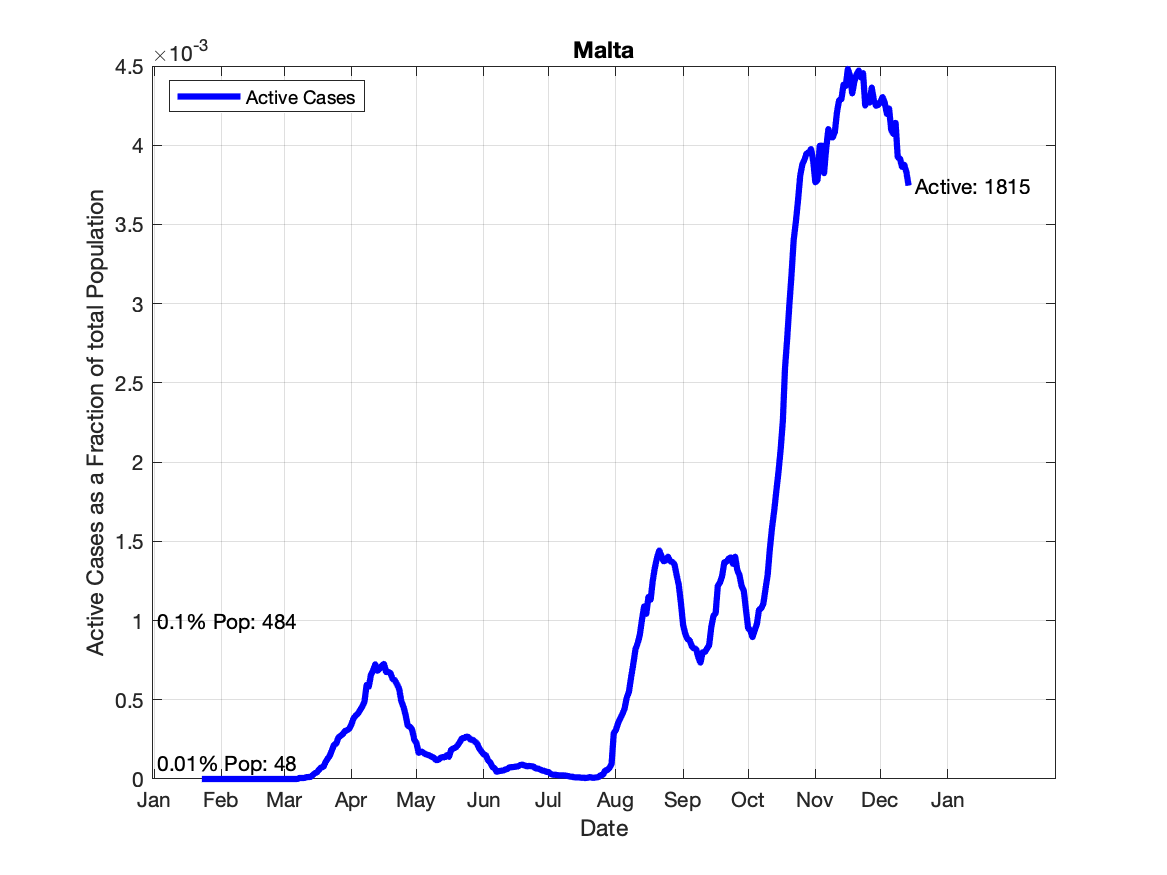 Malta
×10-3
4.5
4
3.5
3
2.5
2
1.5
1
0.5
0
Active Cases as a Fraction of total Population
Active Cases
Active: 1815
0.1% Pop: 484
0.01% Pop: 48
Jan Feb Mar Apr May Jun Jul Aug Sep Oct Nov Dec Jan
Date